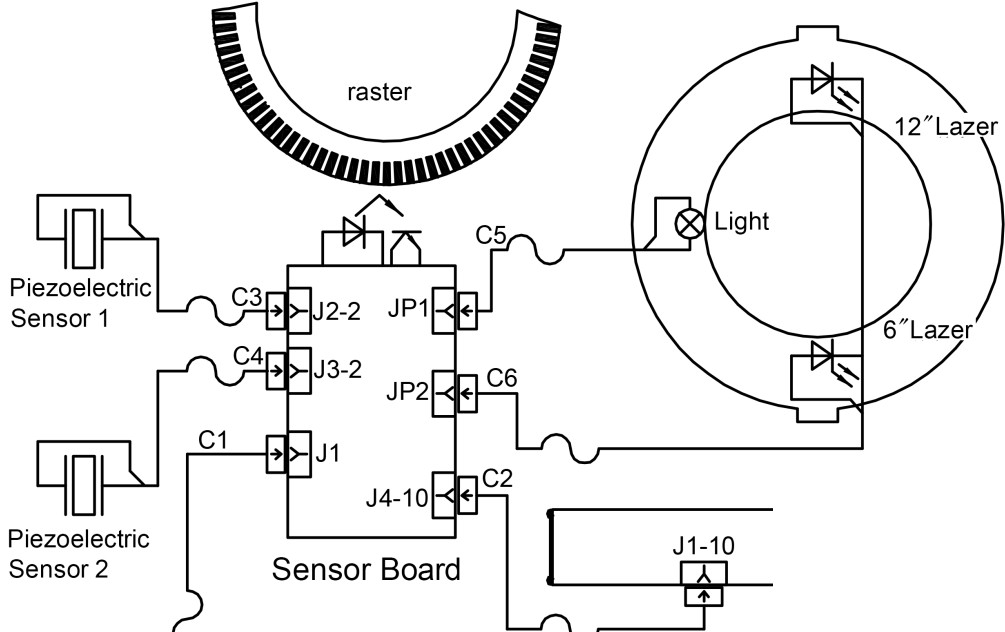 raster
12″Lazer
Light
C5
Piezoelectric
Sensor 1
C3
J2-2
JP1
6″Lazer
C4
J3-2
JP2
C6
C1
J1
J4-10
C2
Piezoelectric
Sensor 2
Sensor Board
J1-10